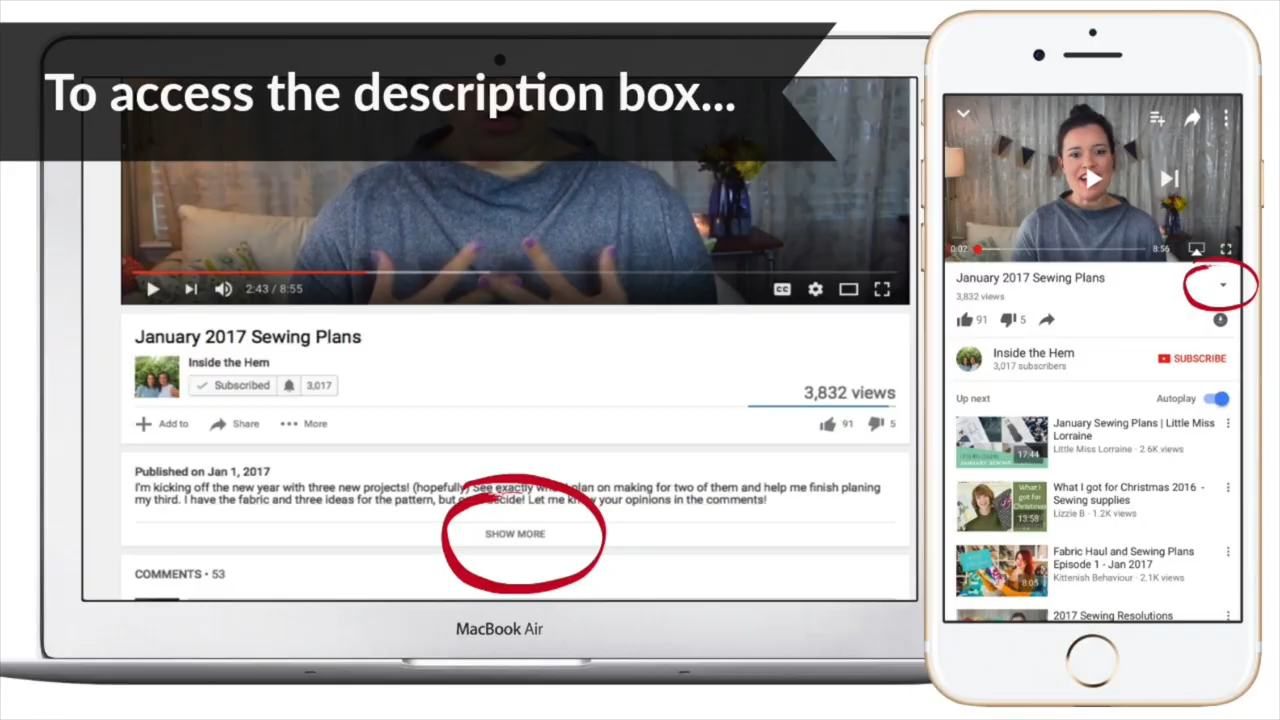 To access the description box...
2:43 / 8:55
CC
January 2017 Sewing Plans
Inside the Hem
Subscribed
3,017
3,832 views
Add to
Share
More
91
5
Published on Jan 1, 2017
I'm kicking off the new year with three new projects! (hopefully) See exactly what I plan on making for two of them and help me finish planing
my third. I have the fabric and three ideas for the pattern, but can't decide! Let me know your opinions in the comments!
SHOW MORE
COMMENTS • 53
MacBook Air
0:02
8:56
January 2017 Sewing Plans
3,832 views
91
5
Inside the Hem
3,017 subscribers
SUBSCRIBE
Up next
Autoplay
17:44
January Sewing Plans | Little Miss
Lorraine
Little Miss Lorraine · 2.6K views
What I
got for
Christmas
13:58
What I got for Christmas 2016 -
Sewing supplies
Lizzie B · 1.2K views
8:05
Fabric Haul and Sewing Plans
Episode 1 - Jan 2017
Kittenish Behaviour · 2.1K views
2017 Sewing Resolutions